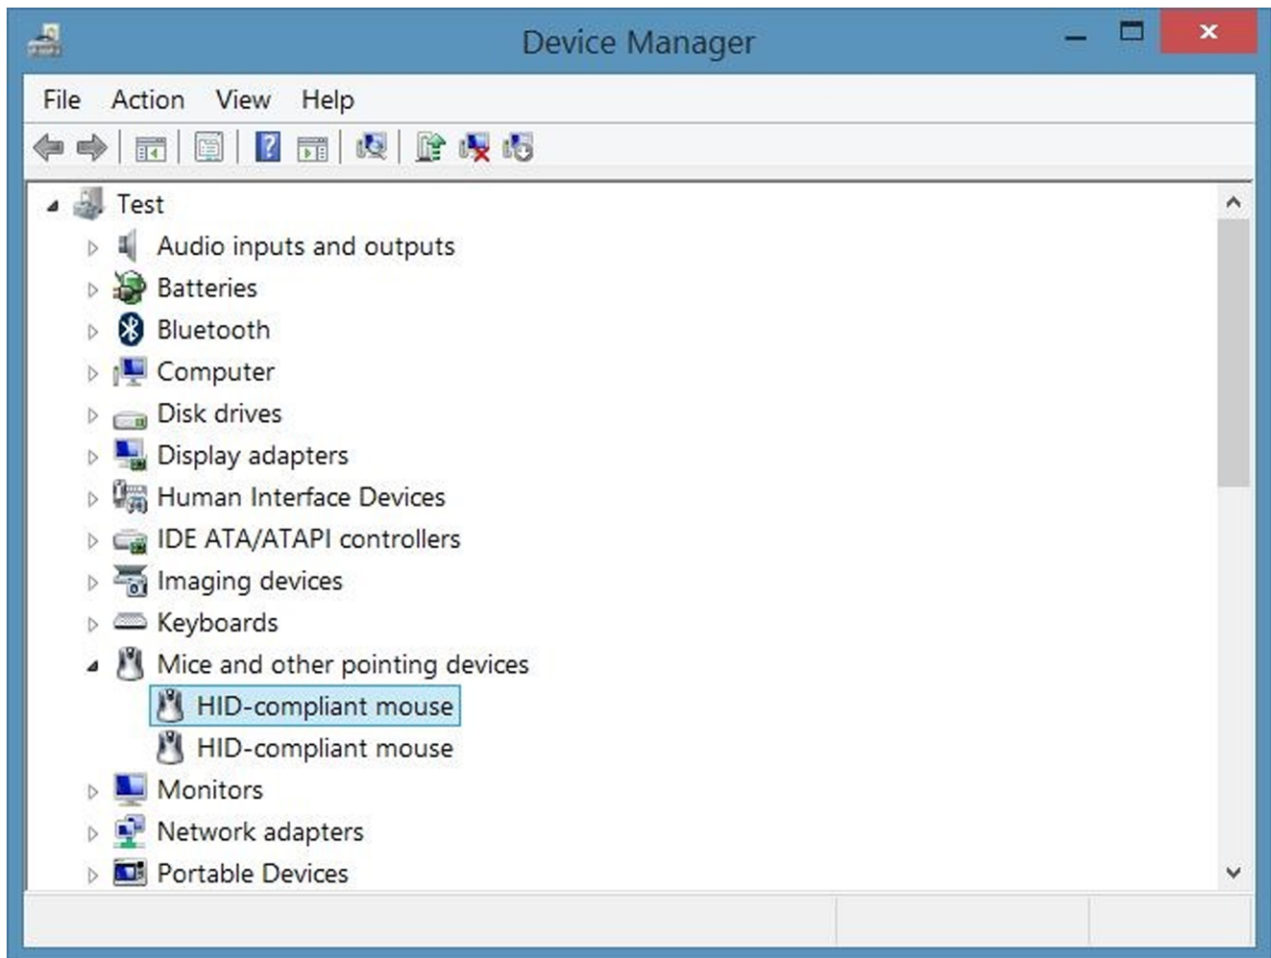 Device Manager
File Action View Help
Test
Audio inputs and outputs
Batteries
Bluetooth
Computer
Disk drives
Display adapters
Human Interface Devices
IDE ATA/ATAPI controllers
Imaging devices
Keyboards
Mice and other pointing devices
HID-compliant mouse
HID-compliant mouse
Monitors
Network adapters
Portable Devices